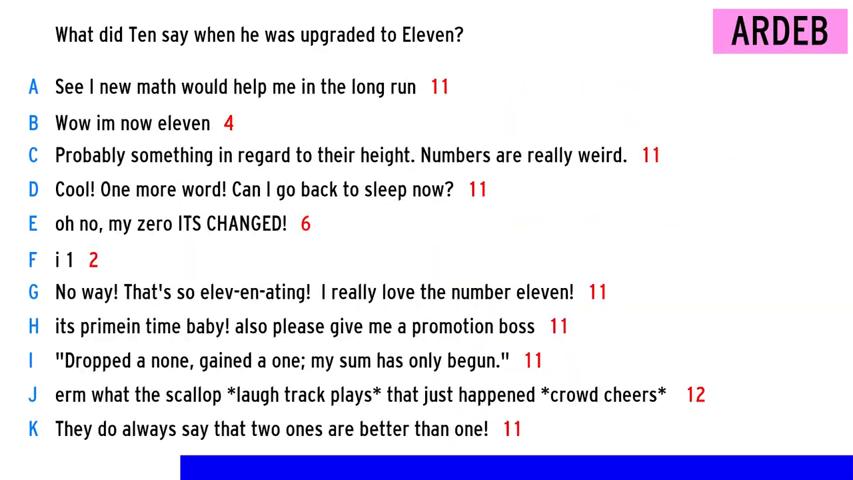 What did Ten say when he was upgraded to Eleven?
ARDEB
A See I new math would help me in the long run 11
B Wow im now eleven 4
C Probably something in regard to their height. Numbers are really weird. 11
D Cool! One more word! Can I go back to sleep now? 11
E oh no, my zero ITS CHANGED! 6
F i 1 2
G No way! That's so elev-en-ating! I really love the number eleven! 11
H its primein time baby! also please give me a promotion boss 11
I "Dropped a none, gained a one; my sum has only begun." 11
J erm what the scallop *laugh track plays* that just happened *crowd cheers* 12
K They do always say that two ones are better than one! 11